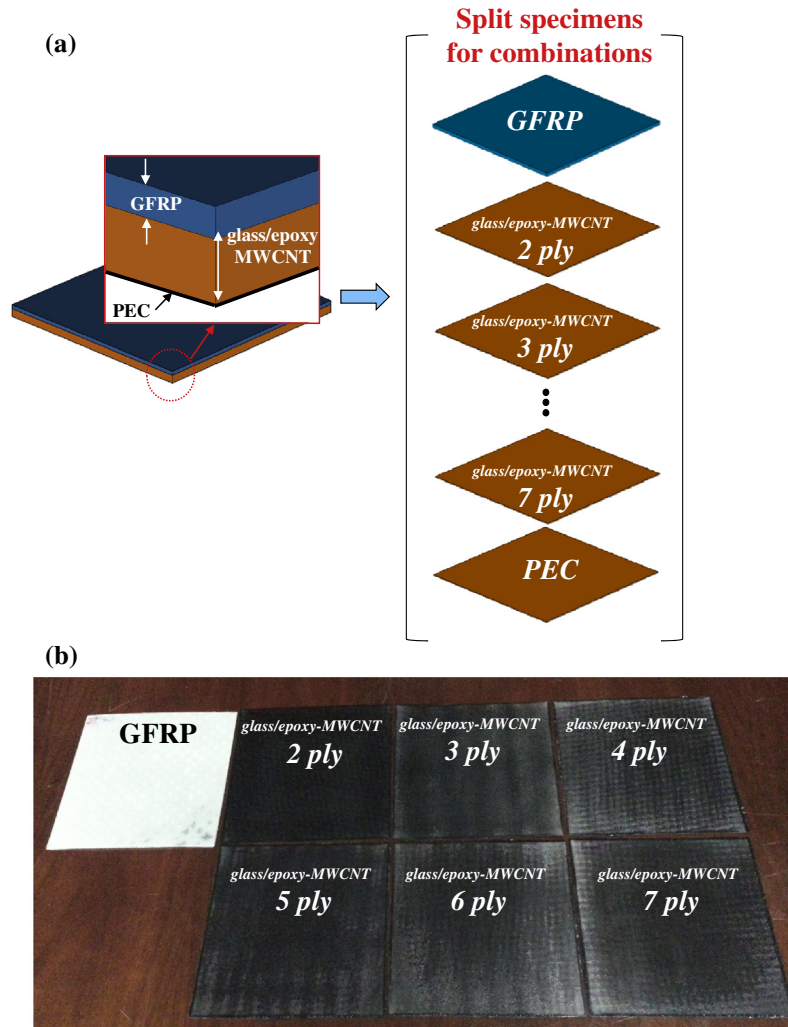 (a)
Split specimens
for combinations
GFRP
glass/epoxy-MWCNT
2 ply
glass/epoxy-MWCNT
3 ply
glass/epoxy-MWCNT
7 ply
PEC
GFRP
glass/epoxy
MWCNT
PEC
(b)
GFRP
glass/epoxy-MWCNT
2 ply
glass/epoxy-MWCNT
3 ply
glass/epoxy-MWCNT
4 ply
glass/epoxy-MWCNT
5 ply
glass/epoxy-MWCNT
6 ply
glass/epoxy-MWCNT
7 ply